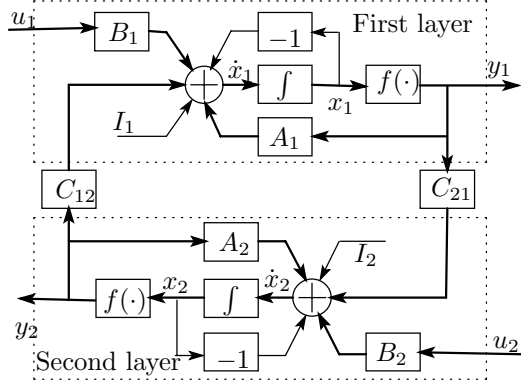 u₁
B₁
−1
First layer
ẋ₁
∫
x₁
f(·)
y₁
I₁
A₁
C₁₂
C₂₁
A₂
I₂
f(·)
x₂
∫
ẋ₂
y₂
Second layer
−1
B₂
u₂